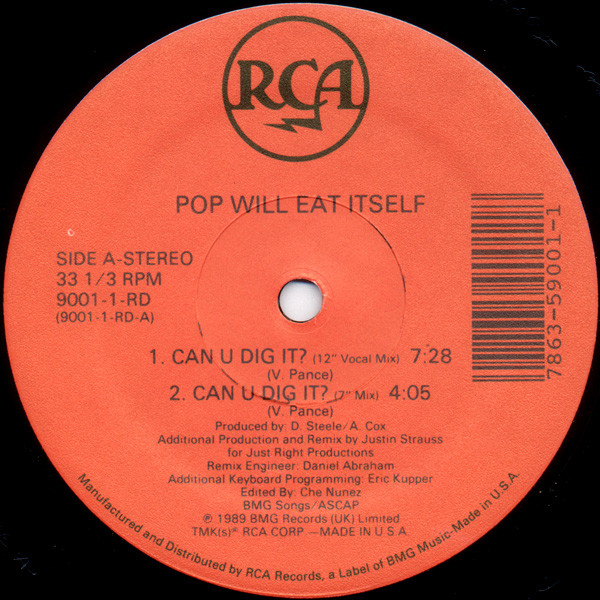 RCA
POP WILL EAT ITSELF
SIDE A-STEREO
33 1/3 RPM
9001-1-RD
(9001-1-RD-A)
7863-59001-1
1. CAN U DIG IT? (12" Vocal Mix) 7:28
(V. Pance)
2. CAN U DIG IT? (7" Mix) 4:05
(V. Pance)
Produced by: D. Steele/A. Cox
Additional Production and Remix by Justin Strauss
for Just Right Productions
Remix Engineer: Daniel Abraham
Additional Keyboard Programming: Eric Kupper
Edited By: Che Nunez
BMG Songs/ASCAP
℗ 1989 BMG Records (UK) Limited
TMK(s)® RCA CORP —MADE IN U S A
Manufactured and Distributed by RCA Records, a Label of BMG Music-Made in U.S.A.